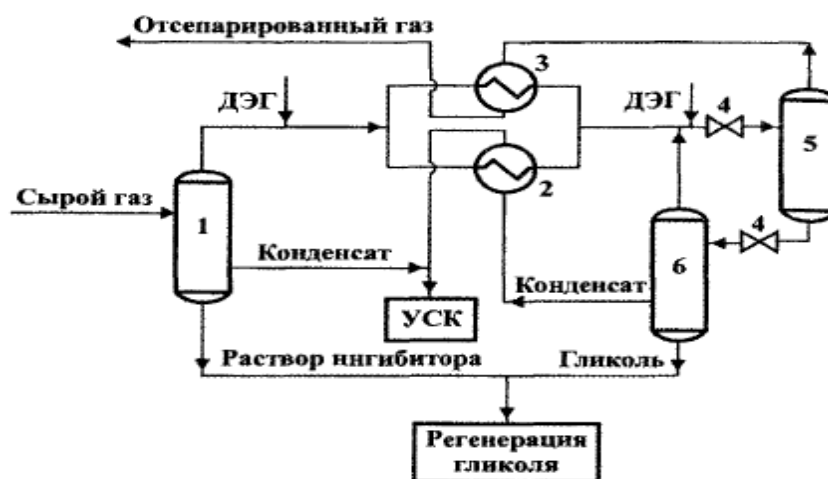 Отсепарированный газ
3
ДЭГ
ДЭГ
4
5
Сырой газ
2
1
4
6
Конденсат
Конденсат
УСК
Раствор ингибитора
Гликоль
Регенерация
гликоля